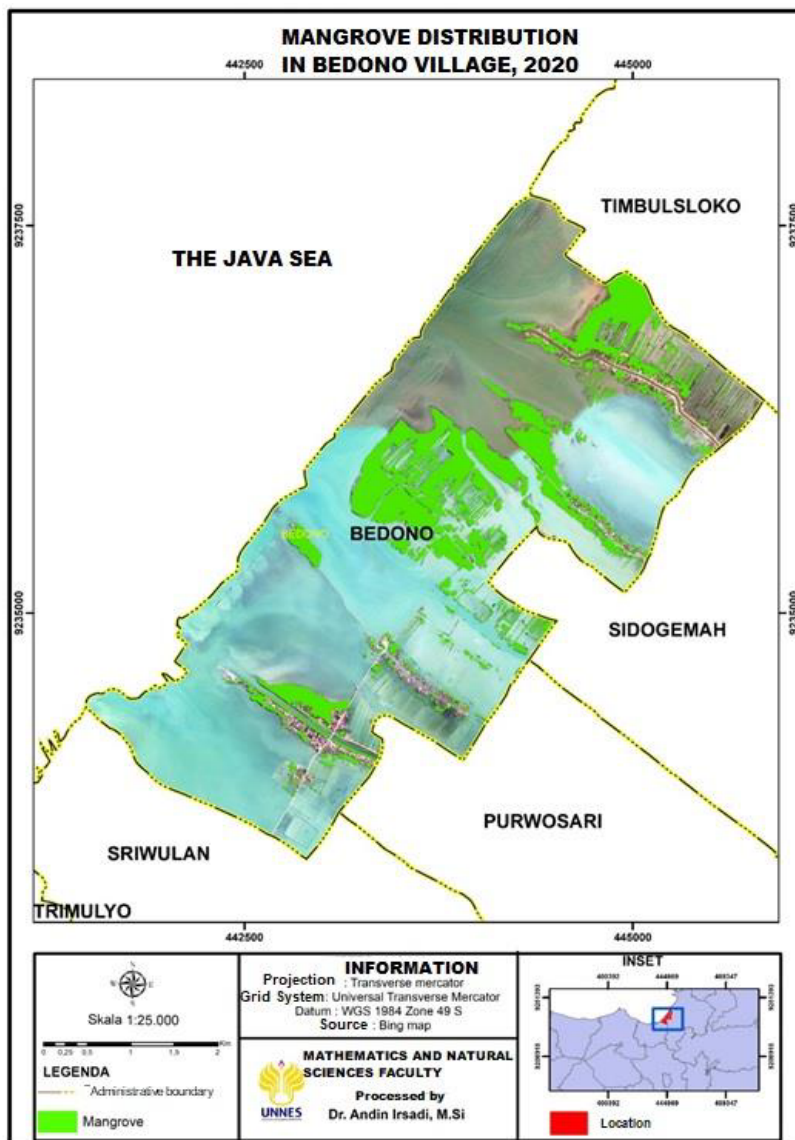 MANGROVE DISTRIBUTION
IN BEDONO VILLAGE, 2020
442500
445000
9237500
9237500
TIMBULSLOKO
THE JAVA SEA
BEDONO
BEDONO
9235000
9235000
SIDOGEMAH
PURWOSARI
SRIWULAN
TRIMULYO
442500
445000
Skala 1:25.000
0 0,25 0,5 1 1,5 2
Km
LEGENDA
Administrative boundary
Mangrove
INFORMATION
Projection : Transverse mercator
Grid System: Universal Transverse Mercator
Datum : WGS 1984 Zone 49 S
Source : Bing map
UNNES
MATHEMATICS AND NATURAL
SCIENCES FACULTY
Processed by
Dr. Andin Irsadi, M.Si
INSET
Location